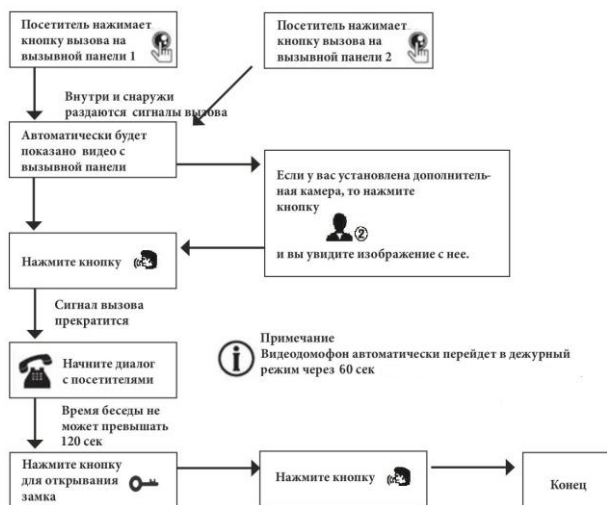 Посетитель нажимает
кнопку вызова на
вызывной панели 1
Посетитель нажимает
кнопку вызова на
вызывной панели 2
Внутри и снаружи
раздаются сигналы вызова
Автоматически будет
показано видео с
вызывной панели
Если у вас установлена дополнитель-
ная камера, то нажмите
кнопку
2
и вы увидите изображение с нее.
Нажмите кнопку
Сигнал вызова
прекратится
Начните диалог
с посетителями
Примечание
Видеодомофон автоматически перейдет в дежурный
режим через 60 сек
Время беседы не
может превышать
120 сек
Нажмите кнопку
для открывания
замка
Нажмите кнопку
Конец